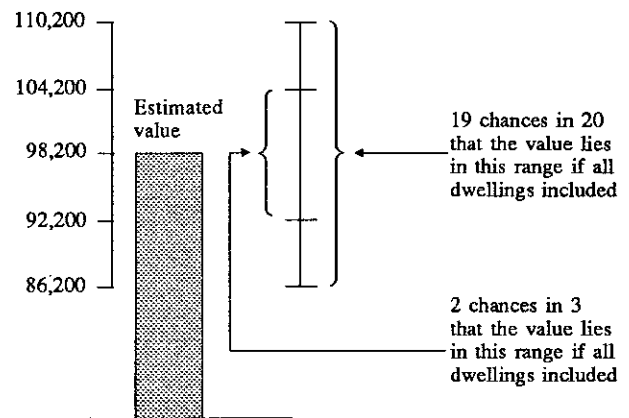 110,200
104,200
Estimated
value
98,200
92,200
86,200
19 chances in 20
that the value lies
in this range if all
dwellings included
2 chances in 3
that the value lies
in this range if all
dwellings included